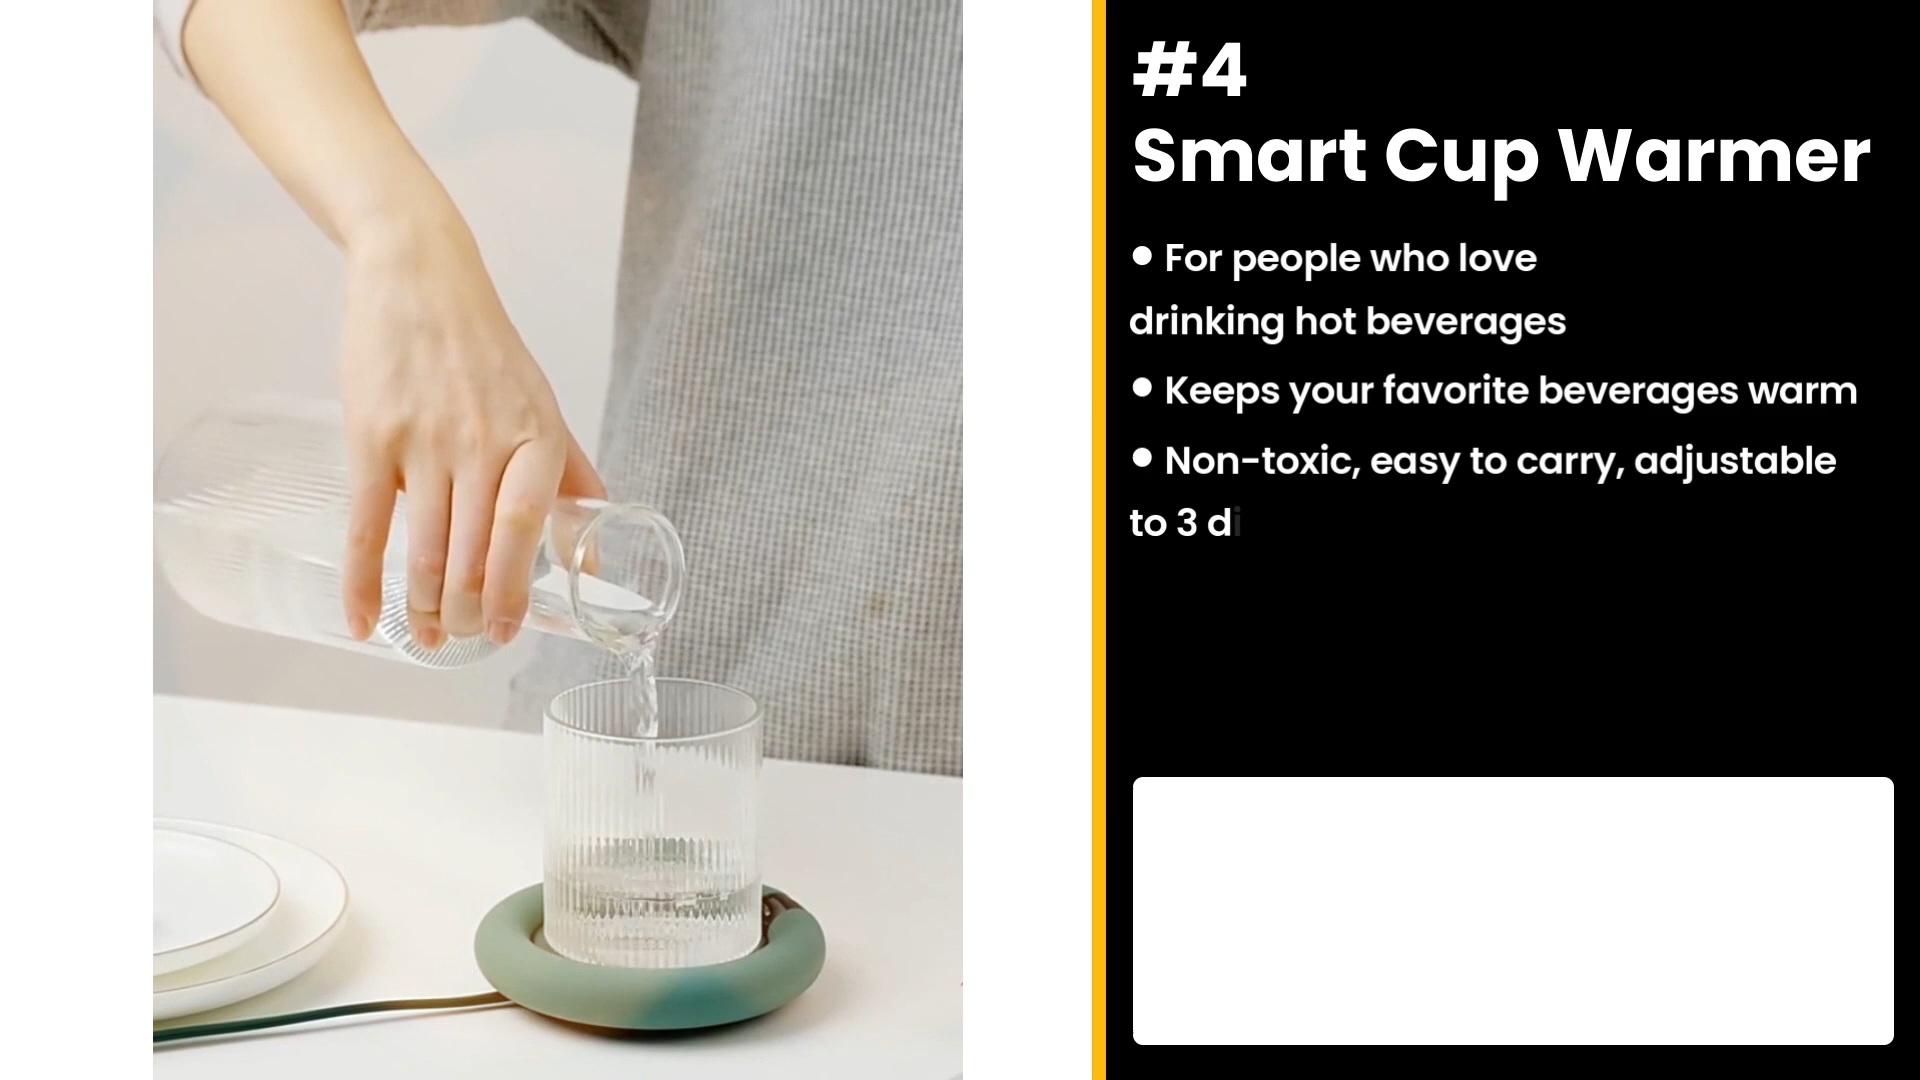 #4
Smart Cup Warmer
● For people who love
drinking hot beverages
● Keeps your favorite beverages warm
● Non-toxic, easy to carry, adjustable
to 3 di